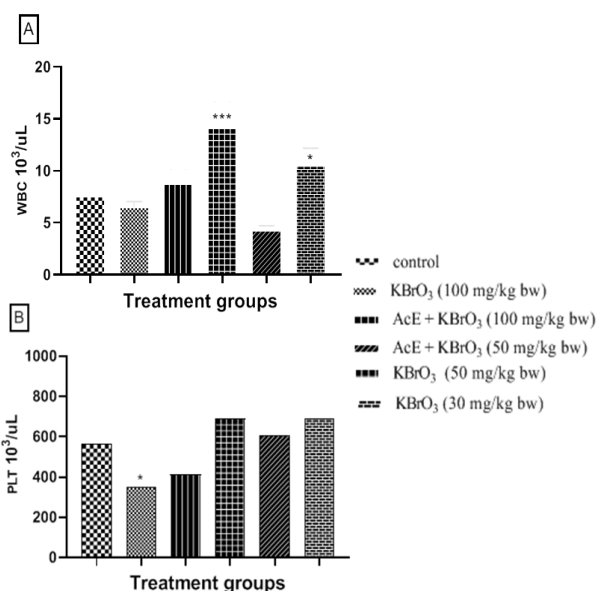 A
20
15
10
5
0
WBC 10³/uL
***
*
Treatment groups
control
KBrO₃ (100 mg/kg bw)
AcE + KBrO₃ (100 mg/kg bw)
AcE + KBrO₃ (50 mg/kg bw)
KBrO₃ (50 mg/kg bw)
KBrO₃ (30 mg/kg bw)
B
1000
800
600
400
200
0
PLT 10³/uL
*
Treatment groups